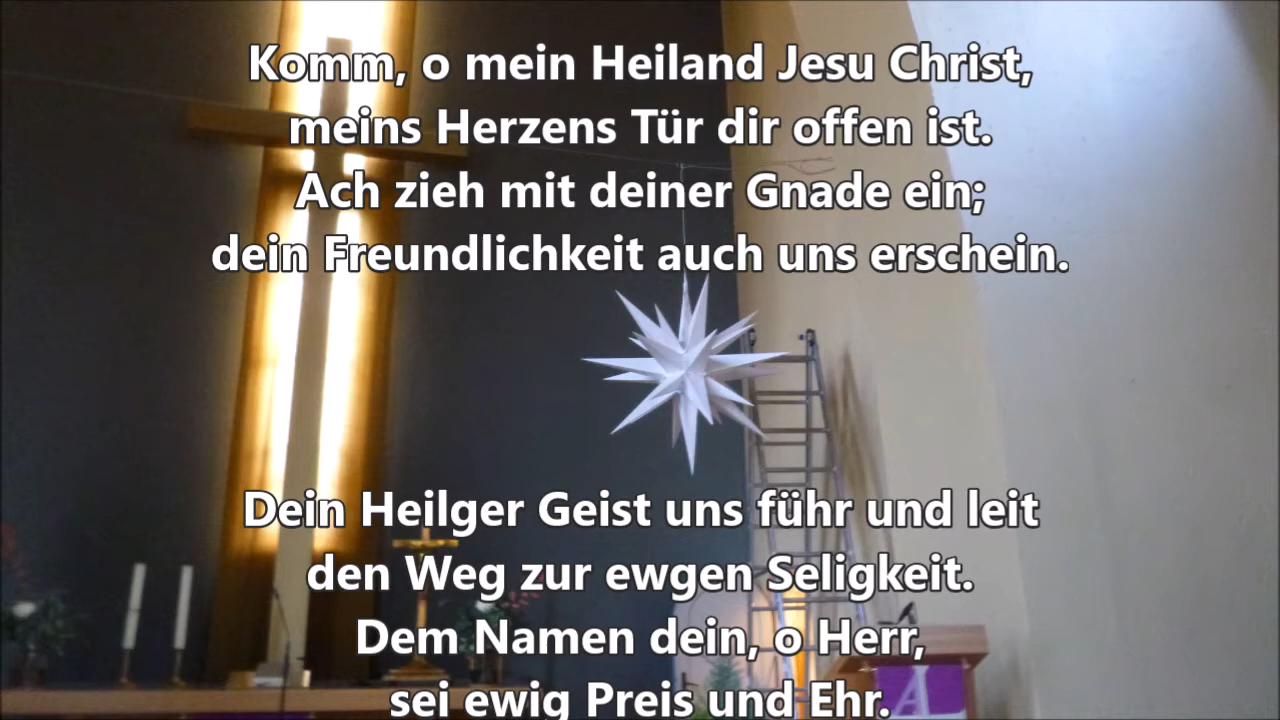 Komm, o mein Heiland Jesu Christ,
meins Herzens Tür dir offen ist.
Ach zieh mit deiner Gnade ein;
dein Freundlichkeit auch uns erschein.
Dein Heilger Geist uns führ und leit
den Weg zur ewgen Seligkeit.
Dem Namen dein, o Herr,
sei ewig Preis und Ehr.
A